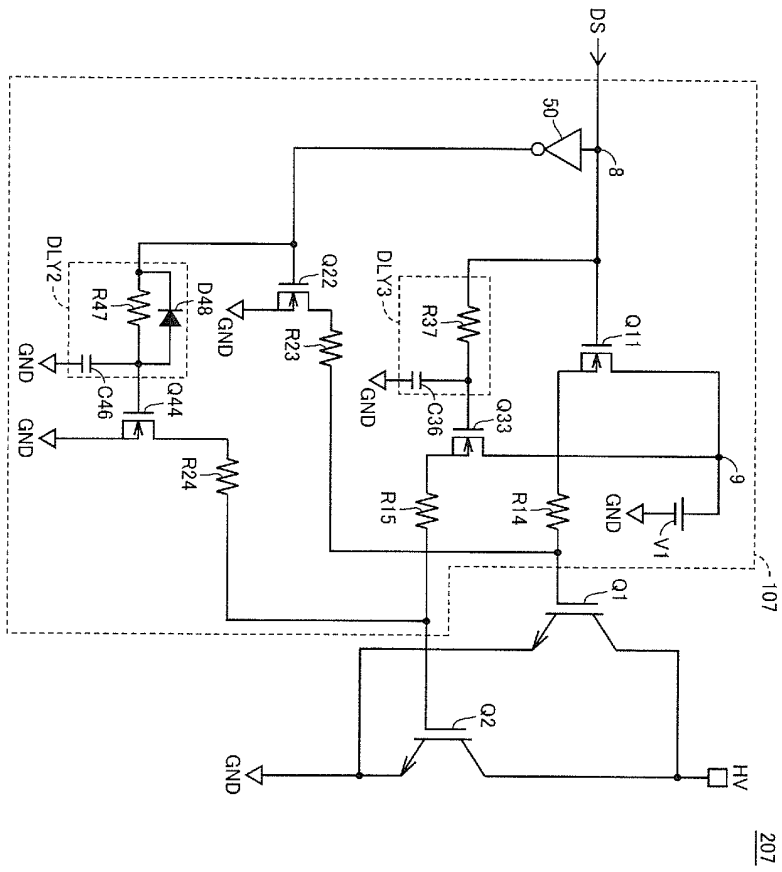 DS
50
8
Q11
9
V1
GND
107
HV
207
DLY3
R37
C36
GND
Q33
R14
R15
Q1
Q22
GND
R23
DLY2
R47
D48
C46
GND
Q44
GND
R24
Q2
GND